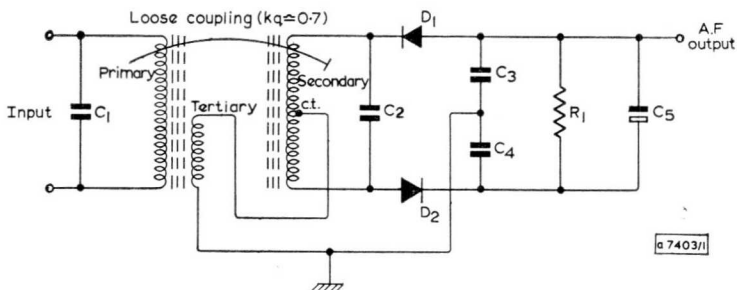 Loose coupling (kq≃0·7)
D₁
A.F
output
Primary
Secondary
C₃
Tertiary
c.t.
Input
C₁
C₂
R₁
C₅
C₄
D₂
a 7403/1